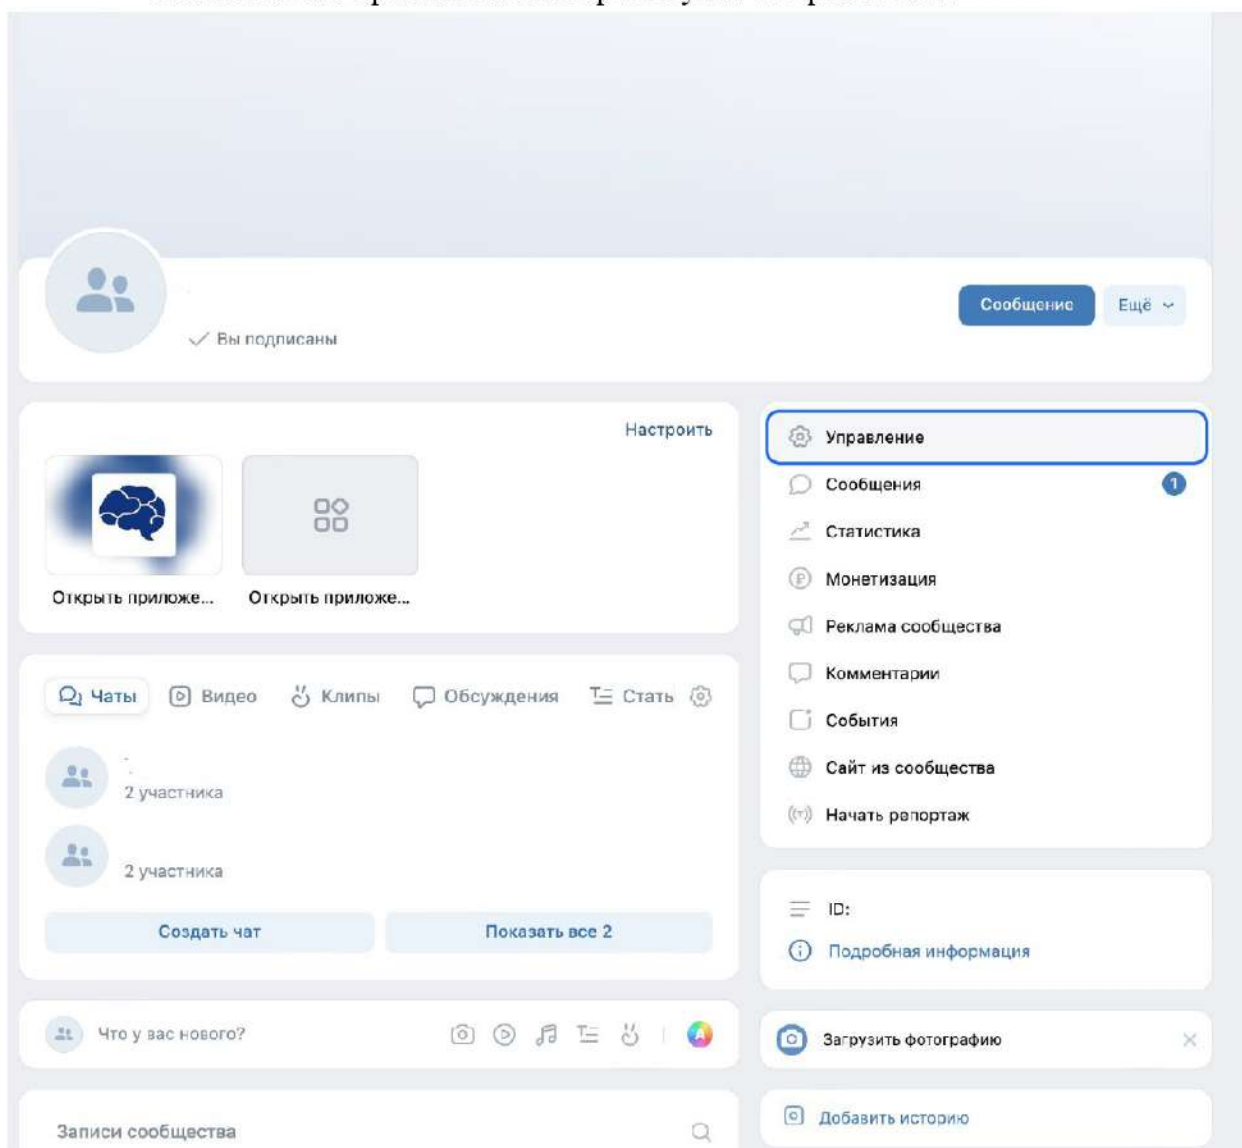 Сообщение
Ещё
Вы подписаны
Настроить
Открыть приложе...
Открыть приложе...
Чаты
Видео
Клипы
Обсуждения
Стать
2 участника
2 участника
Создать чат
Показать все 2
Что у вас нового?
Записи сообщества
Управление
Сообщения
1
Статистика
Монетизация
Реклама сообщества
Комментарии
События
Сайт из сообщества
Начать репортаж
ID:
Подробная информация
Загрузить фотографию
Добавить историю